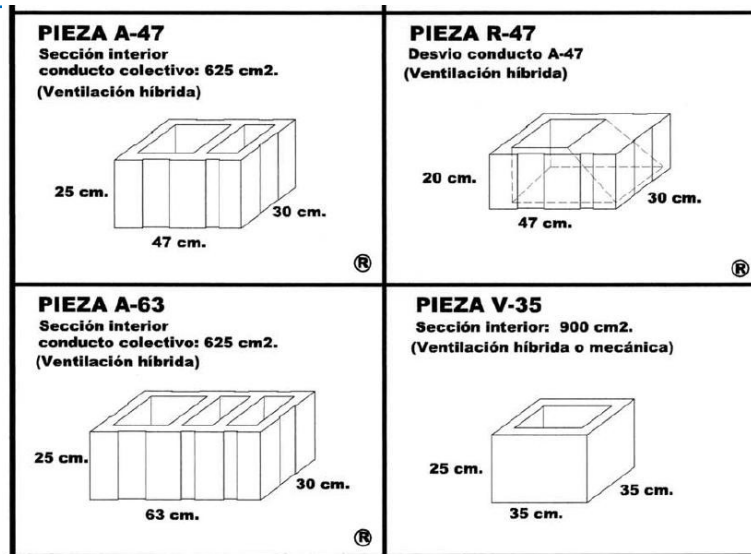 PIEZA A-47
Sección interior
conducto colectivo: 625 cm2.
(Ventilación híbrida)
25 cm.
30 cm.
47 cm.
®
PIEZA R-47
Desvio conducto A-47
(Ventilación híbrida)
20 cm.
30 cm.
47 cm.
®
PIEZA A-63
Sección interior
conducto colectivo: 625 cm2.
(Ventilación híbrida)
25 cm.
30 cm.
63 cm.
®
PIEZA V-35
Sección interior: 900 cm2.
(Ventilación híbrida o mecánica)
25 cm.
35 cm.
35 cm.